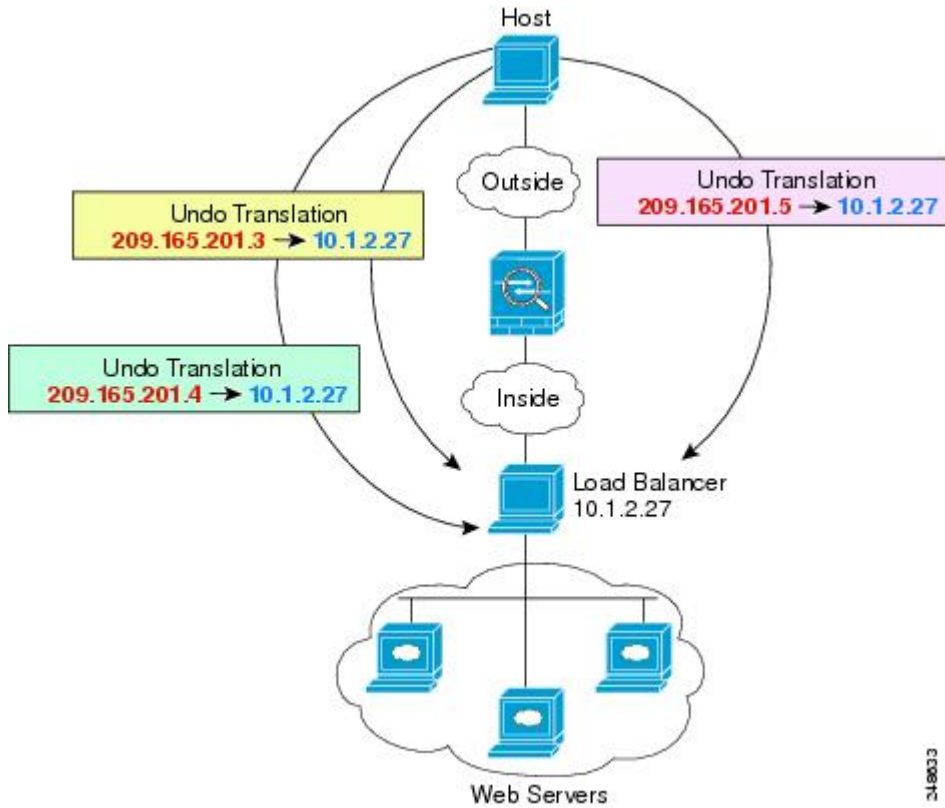 Host
Outside
Undo Translation
209.165.201.3 → 10.1.2.27
Undo Translation
209.165.201.5 → 10.1.2.27
Undo Translation
209.165.201.4 → 10.1.2.27
Inside
Load Balancer
10.1.2.27
Web Servers
248633